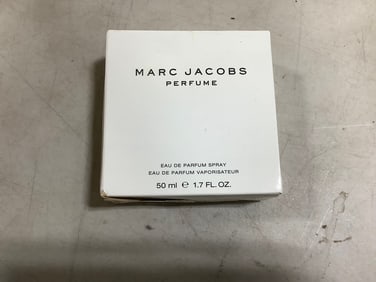 MARC JACOBS
PERFUME
EAU DE PARFUM SPRAY
EAU DE PARFUM VAPORISATEUR
50 ml ℮ 1.7 FL.OZ.